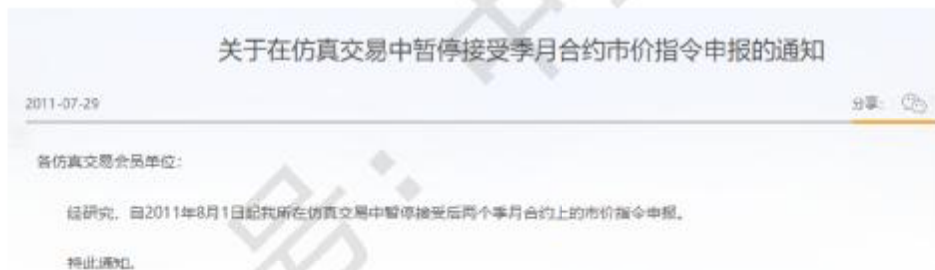 关于在仿真交易中暂停接受季月合约市价指令申报的通知
2011-07-29
分享:
各仿真交易会员单位：
经研究，自2011年8月1日起我所在仿真交易中暂停接受后两个季月合约上的市价指令申报。
特此通知。
号：